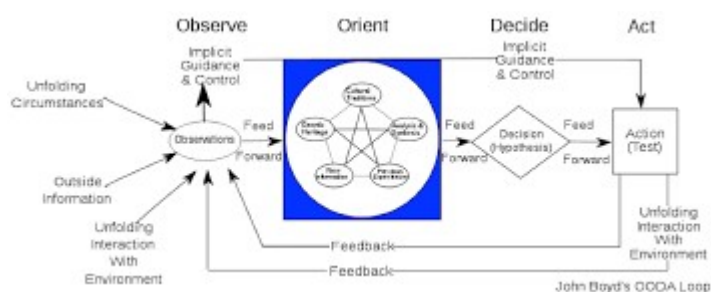 Observe
Orient
Decide
Act
Implicit
Guidance
& Control
Implicit
Guidance
& Control
Unfolding
Circumstances
Observations
Feed
Forward
Cultural
Traditions
Genetic
Heritage
Analysis &
Synthesis
Previous
Experience
Feed
Forward
Decision
(Hypothesis)
Feed
Forward
Action
(Test)
Outside
Information
Unfolding
Interaction
With
Environment
Unfolding
Interaction
With
Environment
Feedback
Feedback
John Boyd's OODA Loop